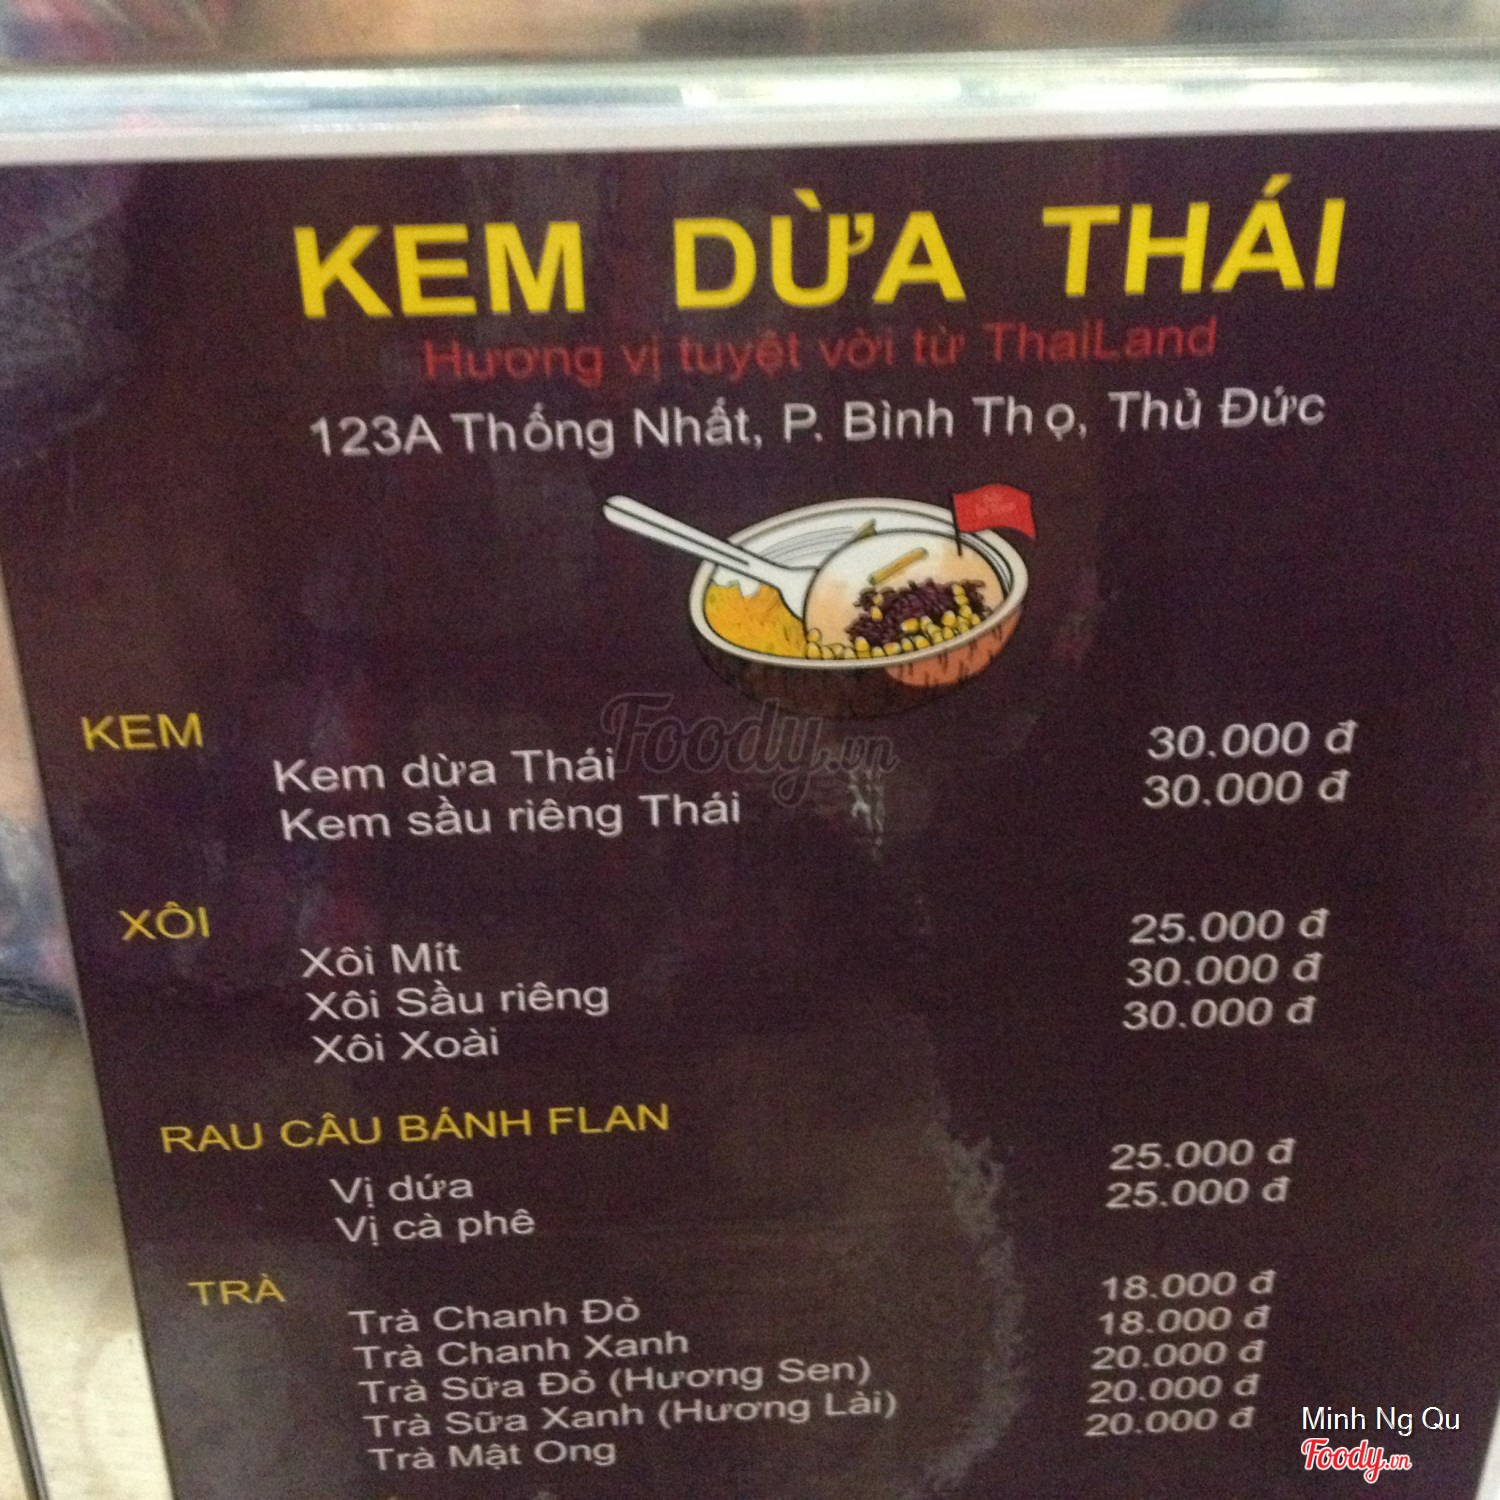 KEM DỪA THÁI
Hương vị tuyệt vời từ ThaiLand
123A Thống Nhất, P. Bình Thọ, Thủ Đức
Foody.vn
KEM
Kem dừa Thái 30.000 đ
Kem sầu riêng Thái 30.000 đ
XÔI
Xôi Mít 25.000 đ
Xôi Sầu riêng 30.000 đ
Xôi Xoài 30.000 đ
RAU CÂU BÁNH FLAN
Vị dứa 25.000 đ
Vị cà phê 25.000 đ
TRÀ
Trà Chanh Đỏ 18.000 đ
Trà Chanh Xanh 18.000 đ
Trà Sữa Đỏ (Hương Sen) 20.000 đ
Trà Sữa Xanh (Hương Lài) 20.000 đ
Trà Mật Ong 20.000 đ
Minh Ng Qu
Foody.vn